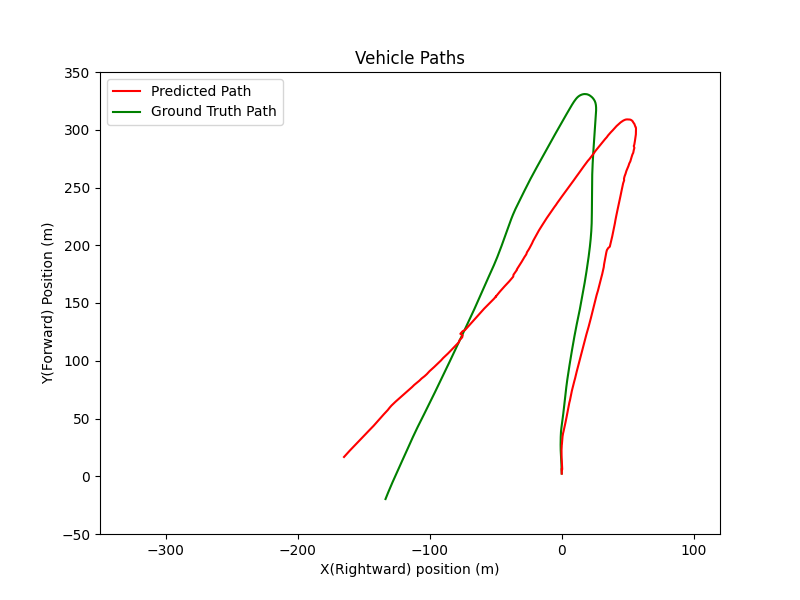 Vehicle Paths
Predicted Path
Ground Truth Path
350
300
250
200
150
100
50
0
−50
Y(Forward) Position (m)
−300
−200
−100
0
100
X(Rightward) position (m)